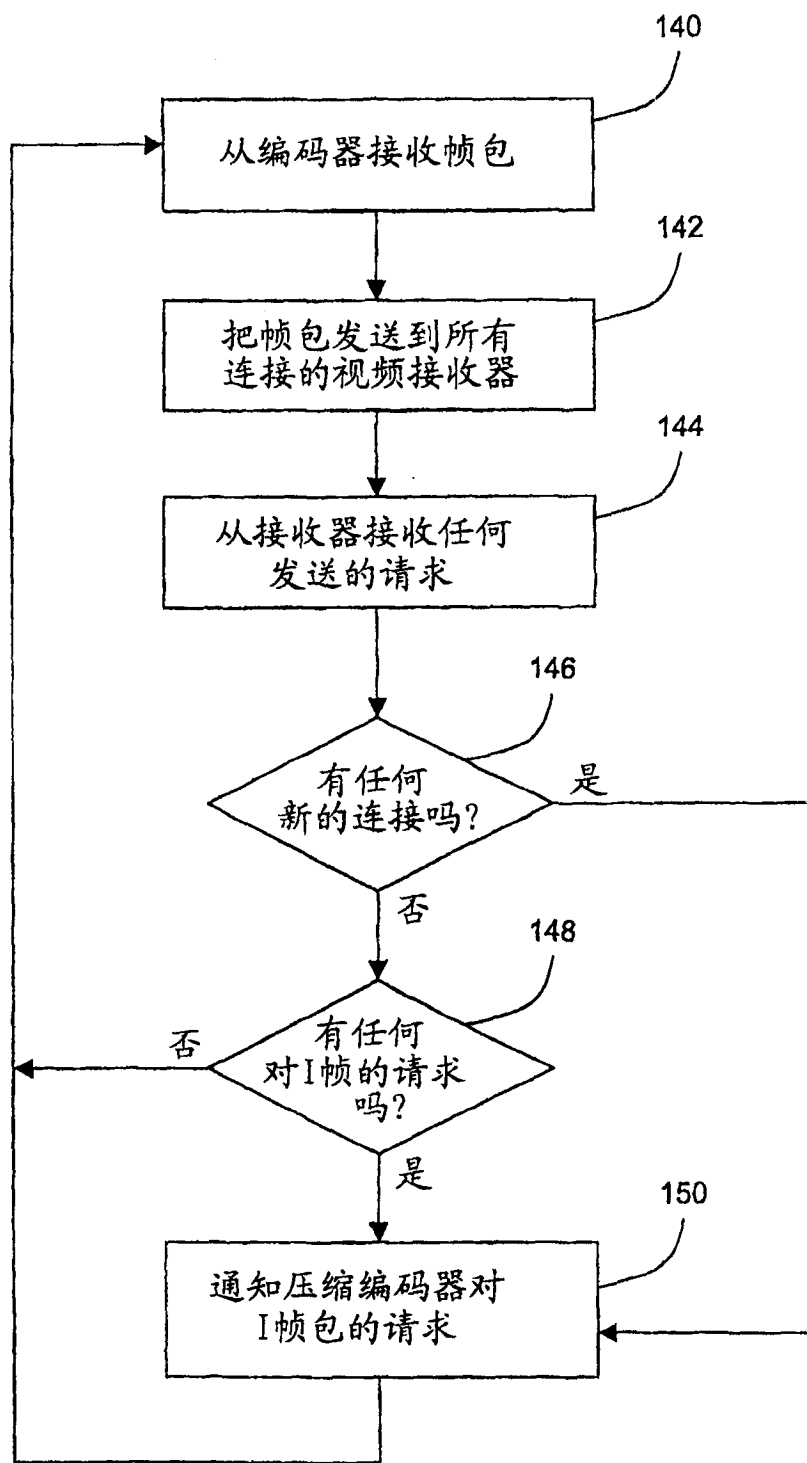 140
从编码器接收帧包
142
把帧包发送到所有
连接的视频接收器
144
从接收器接收任何
发送的请求
146
有任何
新的连接吗?
是
否
148
有任何
对I帧的请求
吗?
否
是
150
通知压缩编码器对
I帧包的请求